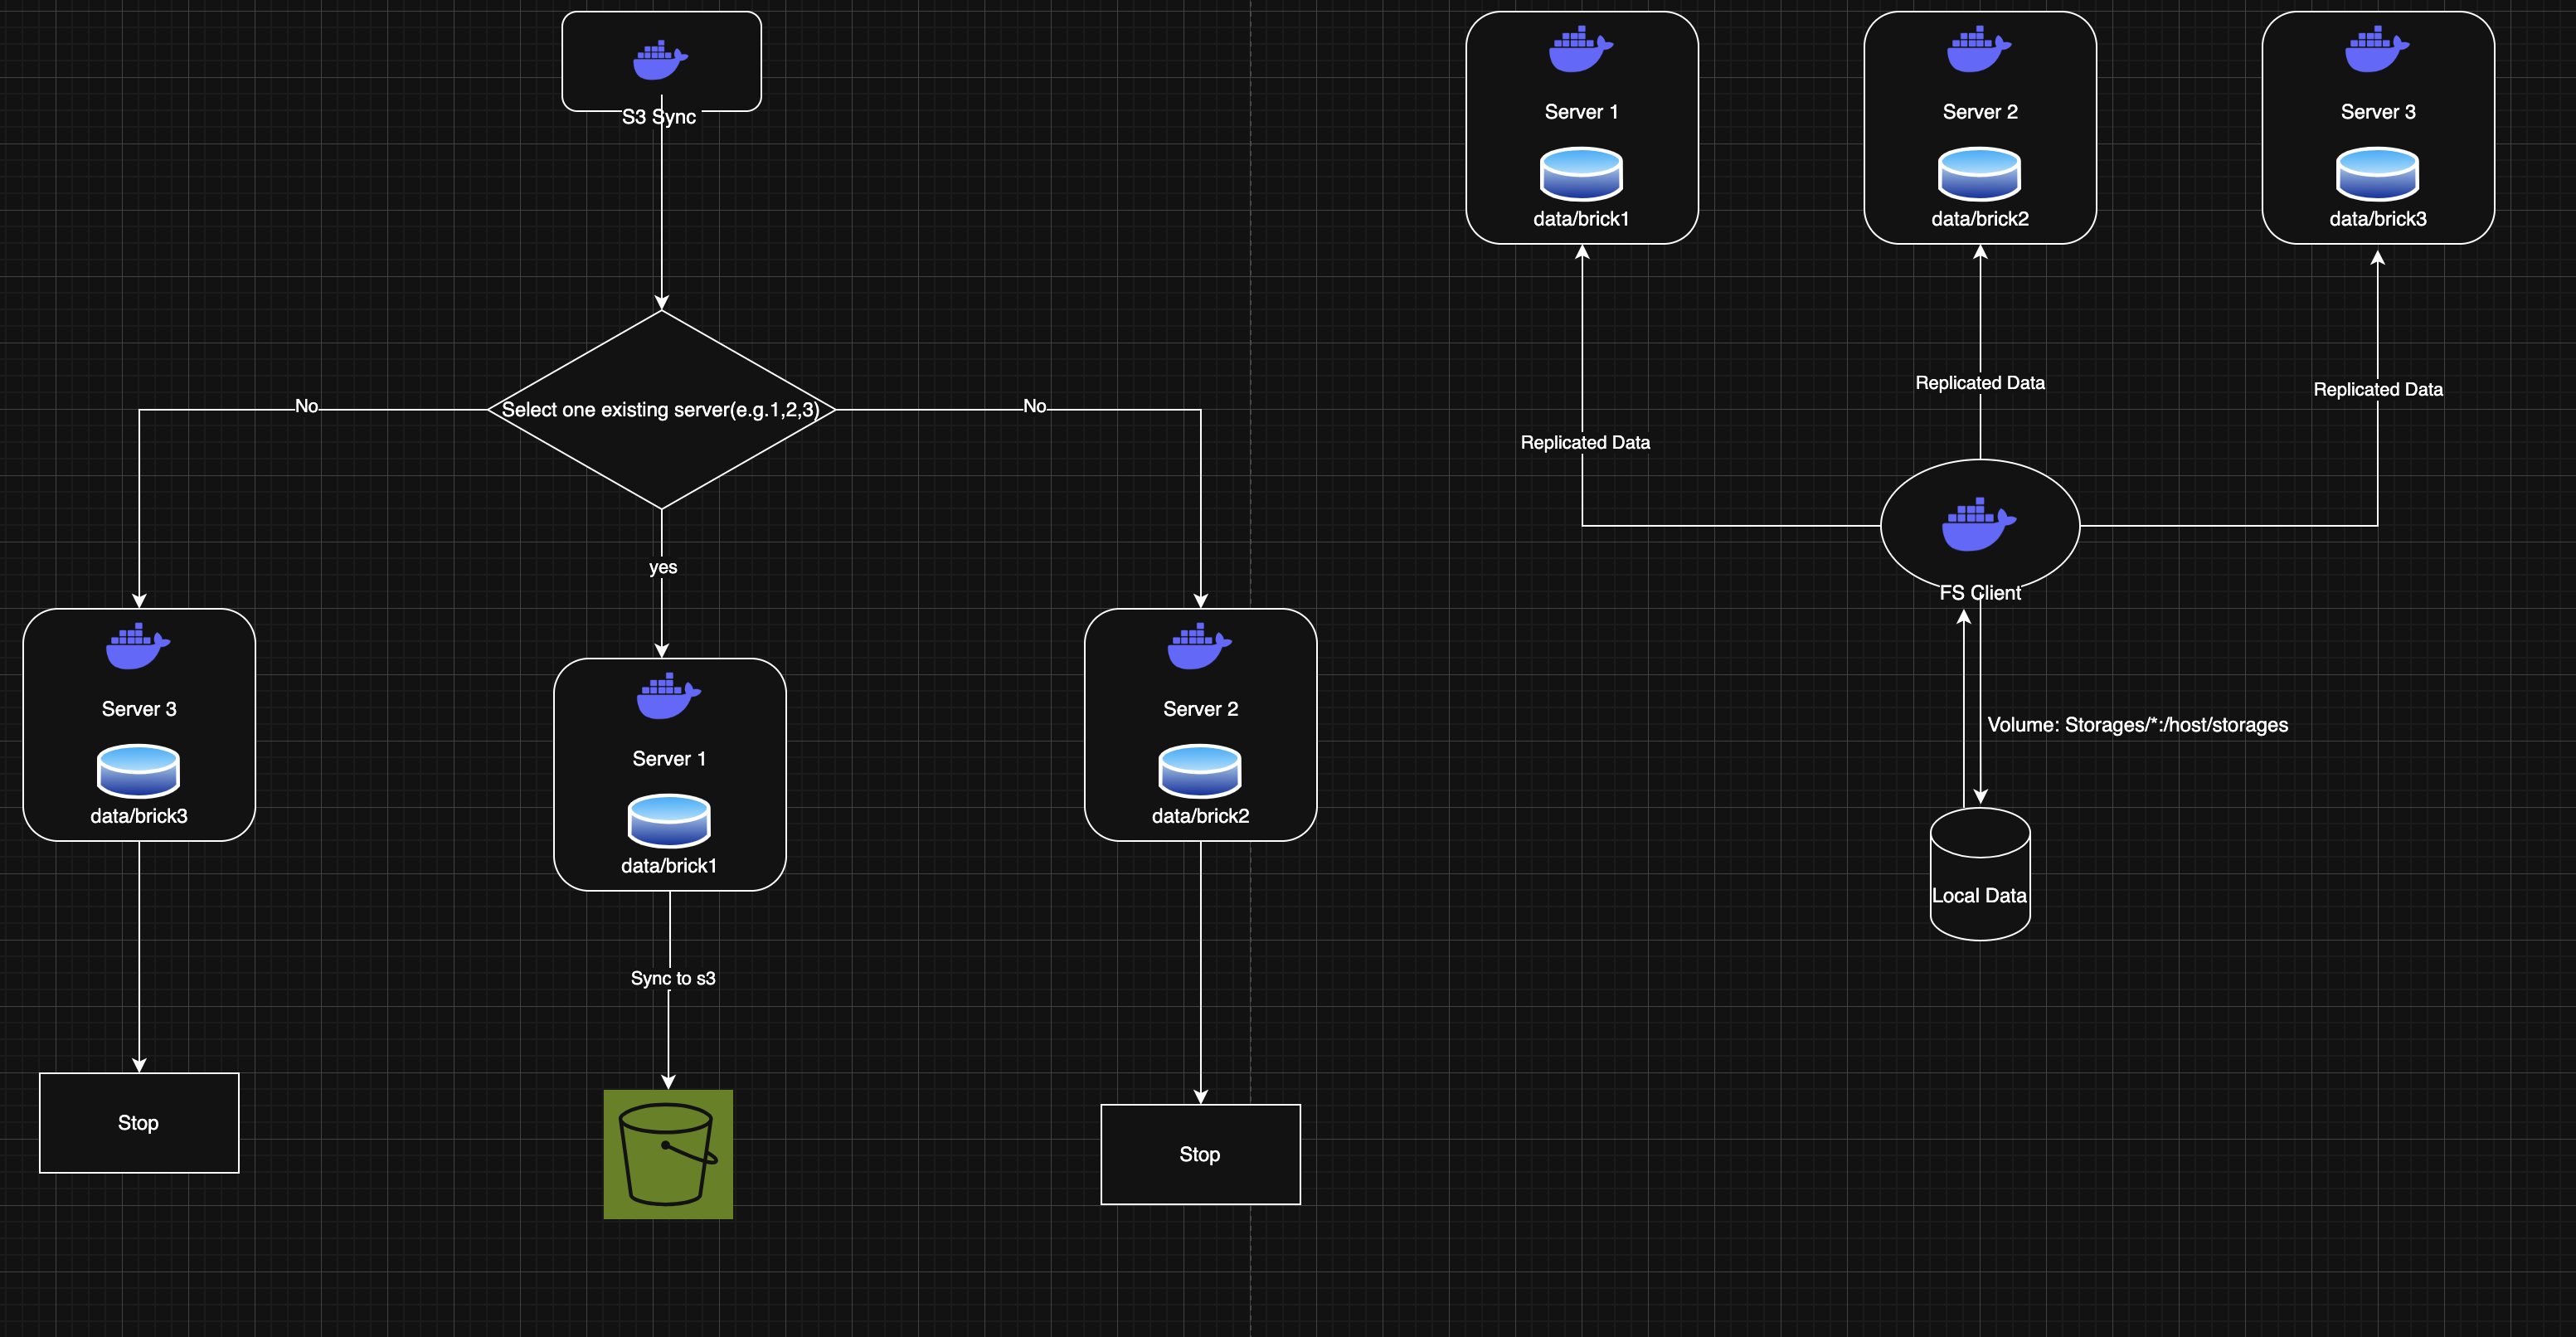 S3 Sync
Select one existing server(e.g.1,2,3)
No
No
yes
Server 3
data/brick3
Server 1
data/brick1
Server 2
data/brick2
Sync to s3
Stop
Stop
Server 1
data/brick1
Server 2
data/brick2
Server 3
data/brick3
Replicated Data
Replicated Data
Replicated Data
FS Client
Volume: Storages/*:/host/storages
Local Data